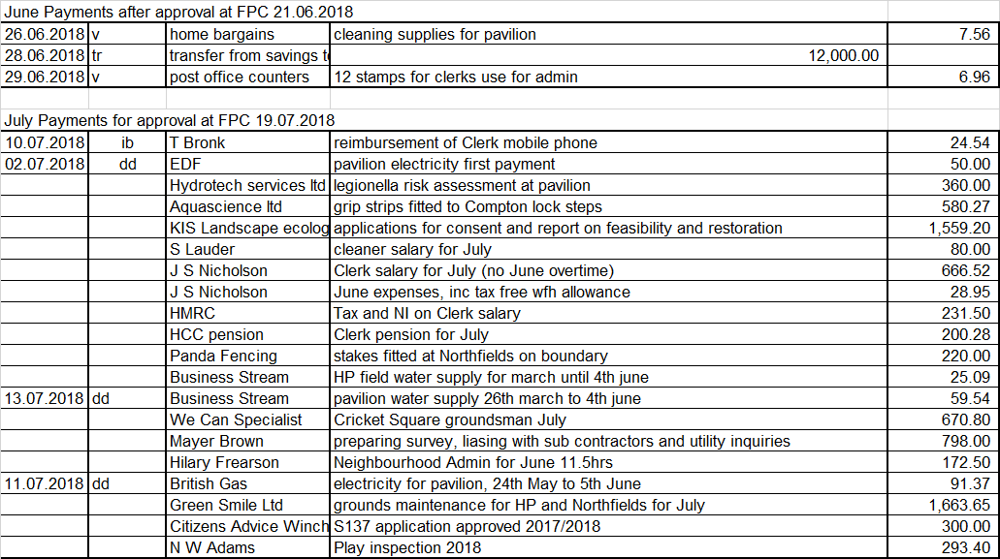 June Payments after approval at FPC 21.06.2018
26.06.2018 v home bargains cleaning supplies for pavilion 7.56
28.06.2018 tr transfer from savings 12,000.00
29.06.2018 v post office counters 12 stamps for clerks use for admin 6.96
July Payments for approval at FPC 19.07.2018
10.07.2018 ib T Bronk reimbursement of Clerk mobile phone 24.54
02.07.2018 dd EDF pavilion electricity first payment 50.00
Hydrotech services ltd legionella risk assessment at pavilion 360.00
Aquascience ltd grip strips fitted to Compton lock steps 580.27
KIS Landscape ecolog applications for consent and report on feasibility and restoration 1,559.20
S Lauder cleaner salary for July 80.00
J S Nicholson Clerk salary for July (no June overtime) 666.52
J S Nicholson June expenses, inc tax free wfh allowance 28.95
HMRC Tax and NI on Clerk salary 231.50
HCC pension Clerk pension for July 200.28
Panda Fencing stakes fitted at Northfields on boundary 220.00
Business Stream HP field water supply for march until 4th june 25.09
13.07.2018 dd Business Stream pavilion water supply 26th march to 4th june 59.54
We Can Specialist Cricket Square groundsman July 670.80
Mayer Brown preparing survey, liasing with sub contractors and utility inquiries 798.00
Hilary Frearson Neighbourhood Admin for June 11.5hrs 172.50
11.07.2018 dd British Gas electricity for pavilion, 24th May to 5th June 91.37
Green Smile Ltd grounds maintenance for HP and Northfields for July 1,663.65
Citizens Advice Winch S137 application approved 2017/2018 300.00
N W Adams Play inspection 2018 293.40